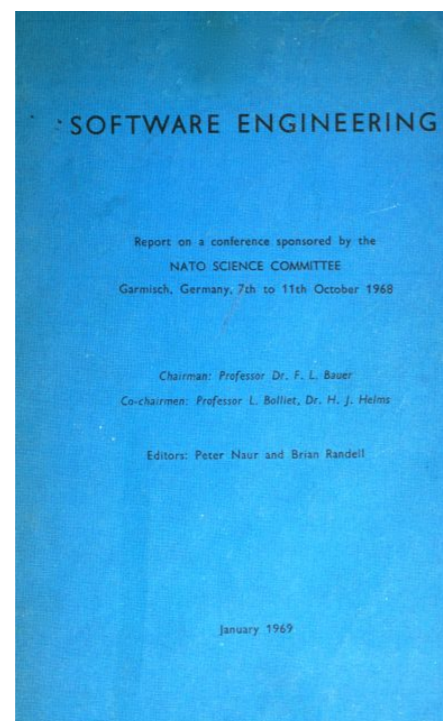 SOFTWARE ENGINEERING
Report on a conference sponsored by the
NATO SCIENCE COMMITTEE
Garmisch, Germany, 7th to 11th October 1968
Chairman: Professor Dr. F. L. Bauer
Co-chairmen: Professor L. Bolliet, Dr. H. J. Helms
Editors: Peter Naur and Brian Randell
January 1969